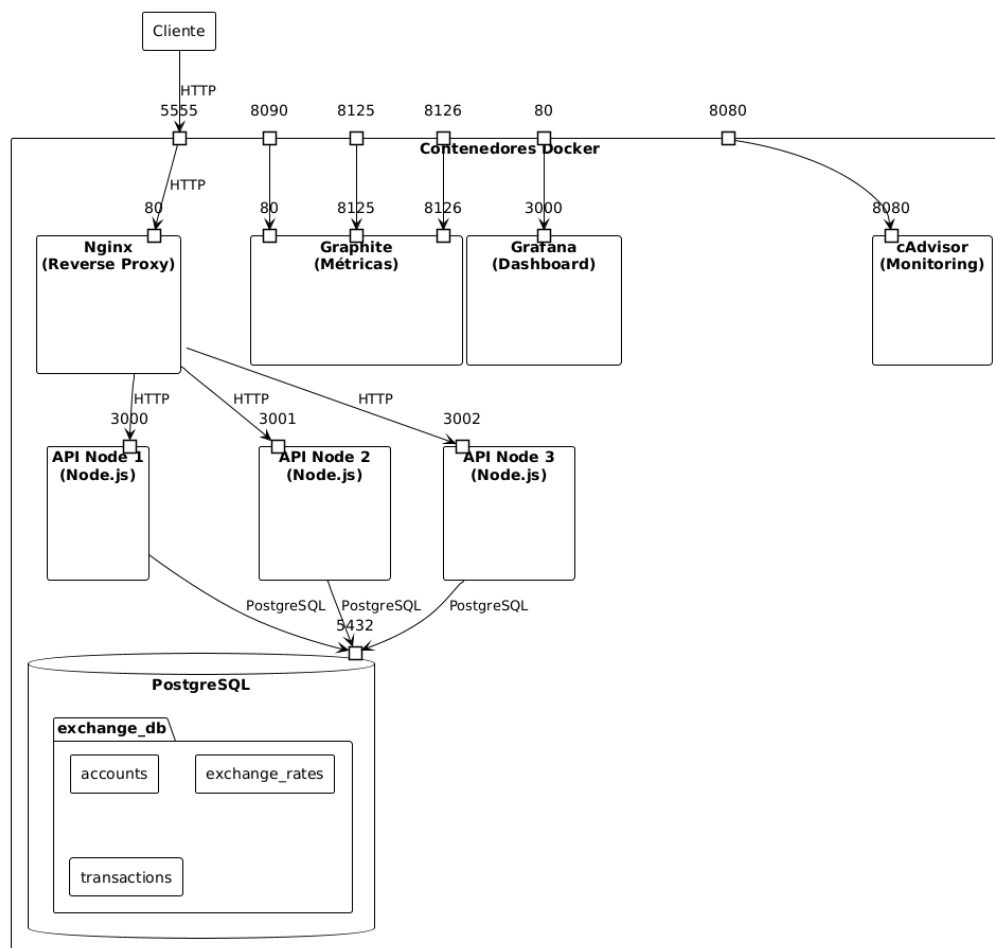 Cliente
HTTP
5555
8090
8125
8126
80
8080
Contenedores Docker
HTTP
80
80
8125
8126
3000
8080
Nginx
(Reverse Proxy)
Graphite
(Métricas)
Grafana
(Dashboard)
cAdvisor
(Monitoring)
HTTP
HTTP
HTTP
3000
3001
3002
API Node 1
(Node.js)
API Node 2
(Node.js)
API Node 3
(Node.js)
PostgreSQL
PostgreSQL
PostgreSQL
5432
PostgreSQL
exchange_db
accounts
exchange_rates
transactions